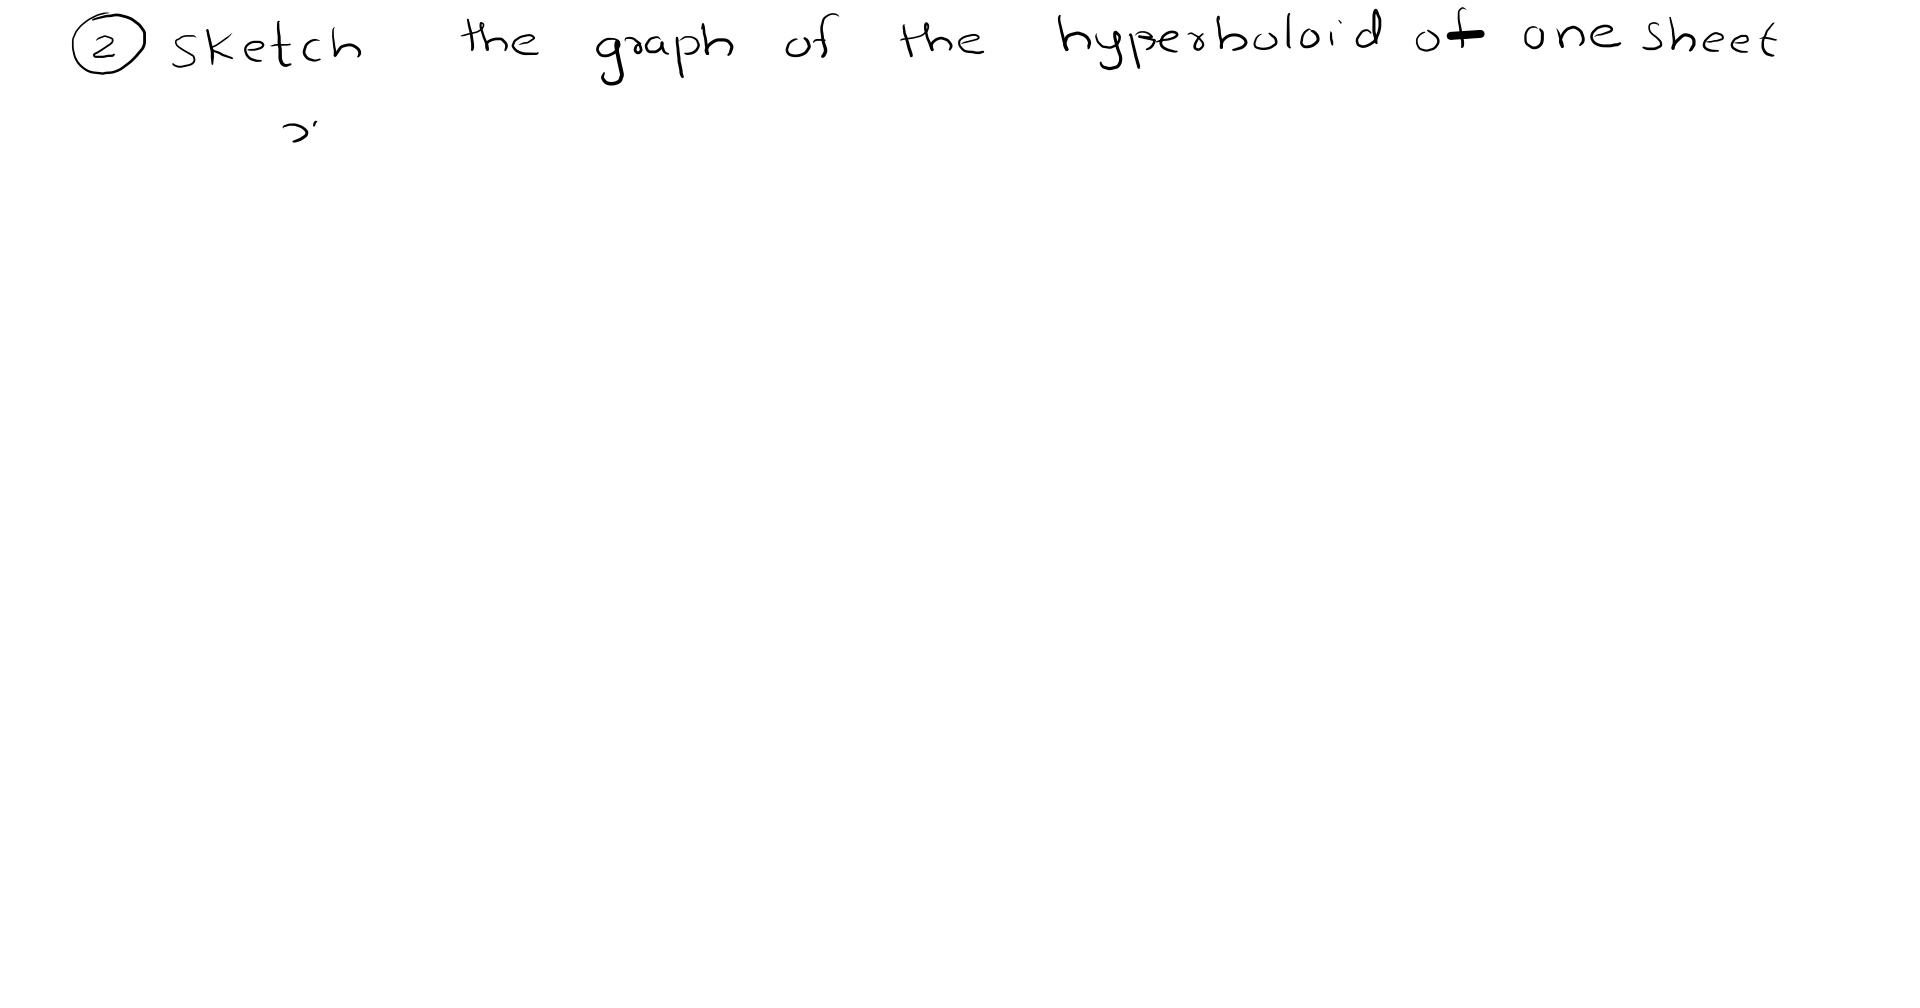 ② sketch the graph of the hyperboloid of one sheet